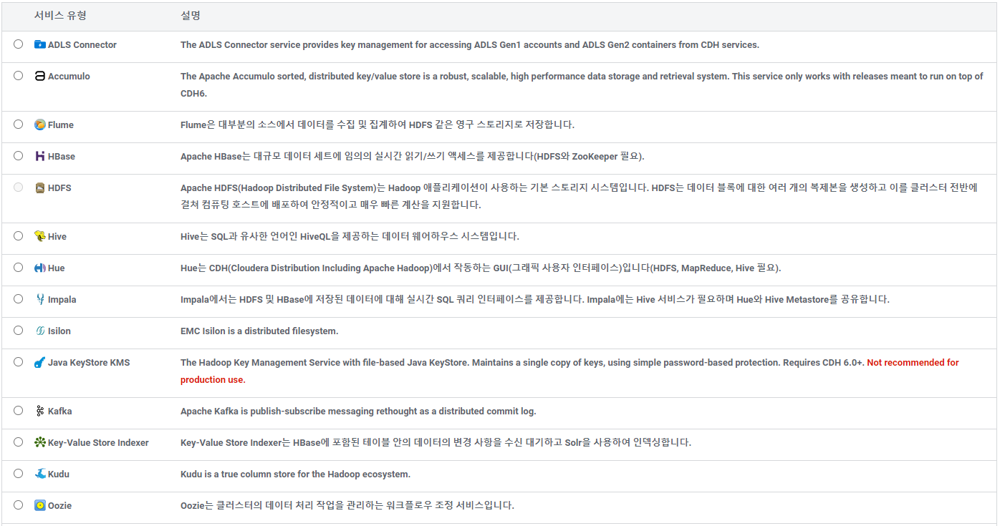 서비스 유형 설명
ADLS Connector The ADLS Connector service provides key management for accessing ADLS Gen1 accounts and ADLS Gen2 containers from CDH services.
Accumulo The Apache Accumulo sorted, distributed key/value store is a robust, scalable, high performance data storage and retrieval system. This service only works with releases meant to run on top of
CDH6.
Flume Flume은 대부분의 소스에서 데이터를 수집 및 집계하여 HDFS 같은 영구 스토리지로 저장합니다.
HBase Apache HBase는 대규모 데이터 세트에 임의의 실시간 읽기/쓰기 액세스를 제공합니다(HDFS와 ZooKeeper 필요).
HDFS Apache HDFS(Hadoop Distributed File System)는 Hadoop 애플리케이션이 사용하는 기본 스토리지 시스템입니다. HDFS는 데이터 블록에 대한 여러 개의 복제본을 생성하고 이를 클러스터 전반에
걸쳐 컴퓨팅 호스트에 배포하여 안정적이고 매우 빠른 계산을 지원합니다.
Hive Hive는 SQL과 유사한 언어인 HiveQL을 제공하는 데이터 웨어하우스 시스템입니다.
Hue Hue는 CDH(Cloudera Distribution Including Apache Hadoop)에서 작동하는 GUI(그래픽 사용자 인터페이스)입니다(HDFS, MapReduce, Hive 필요).
Impala Impala에서는 HDFS 및 HBase에 저장된 데이터에 대해 실시간 SQL 쿼리 인터페이스를 제공합니다. Impala에는 Hive 서비스가 필요하며 Hue와 Hive Metastore를 공유합니다.
Isilon EMC Isilon is a distributed filesystem.
Java KeyStore KMS The Hadoop Key Management Service with file-based Java KeyStore. Maintains a single copy of keys, using simple password-based protection. Requires CDH 6.0+. Not recommended for
production use.
Kafka Apache Kafka is publish-subscribe messaging rethought as a distributed commit log.
Key-Value Store Indexer Key-Value Store Indexer는 HBase에 포함된 테이블 안의 데이터의 변경 사항을 수신 대기하고 Solr을 사용하여 인덱싱합니다.
Kudu Kudu is a true column store for the Hadoop ecosystem.
Oozie Oozie는 클러스터의 데이터 처리 작업을 관리하는 워크플로우 조정 서비스입니다.